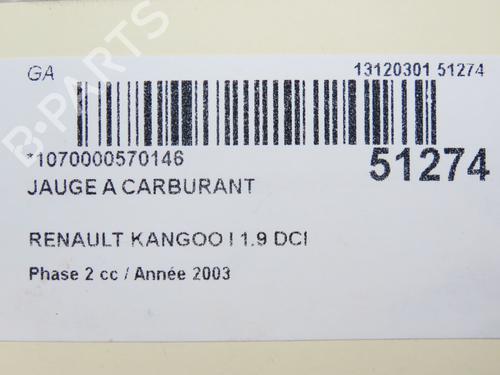 GA
13120301 51274
*1070000570146
51274
JAUGE A CARBURANT
RENAULT KANGOO I 1.9 DCI
Phase 2 cc / Année 2003
B-PARTS